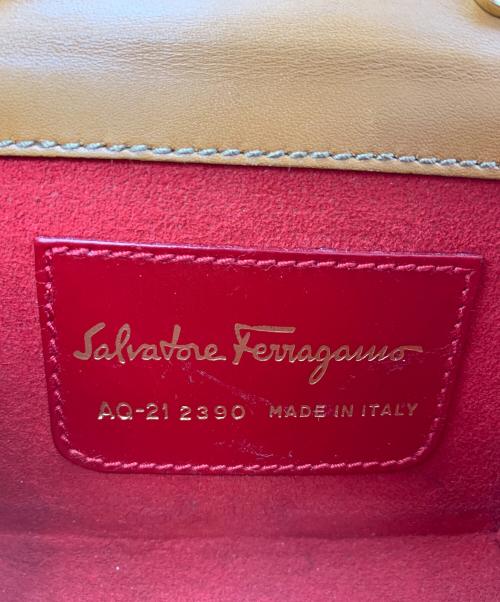 Salvatore Ferragamo
AQ-21 2390 MADE IN ITALY